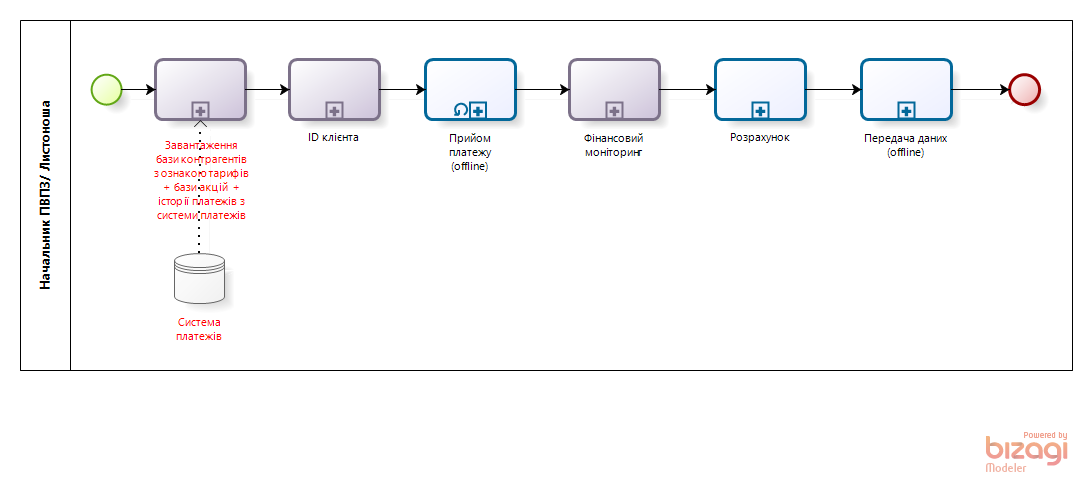 Начальник ПВПЗ/ Листоноша
Завантаження
бази контрагентів
з ознакою тарифів
+ бази акцій +
історії платежів з
системи платежів
ID клієнта
Прийом
платежу
(offline)
Фінансовий
моніторинг
Розрахунок
Передача даних
(offline)
Система
платежів
Powered by
bizagi
Modeler